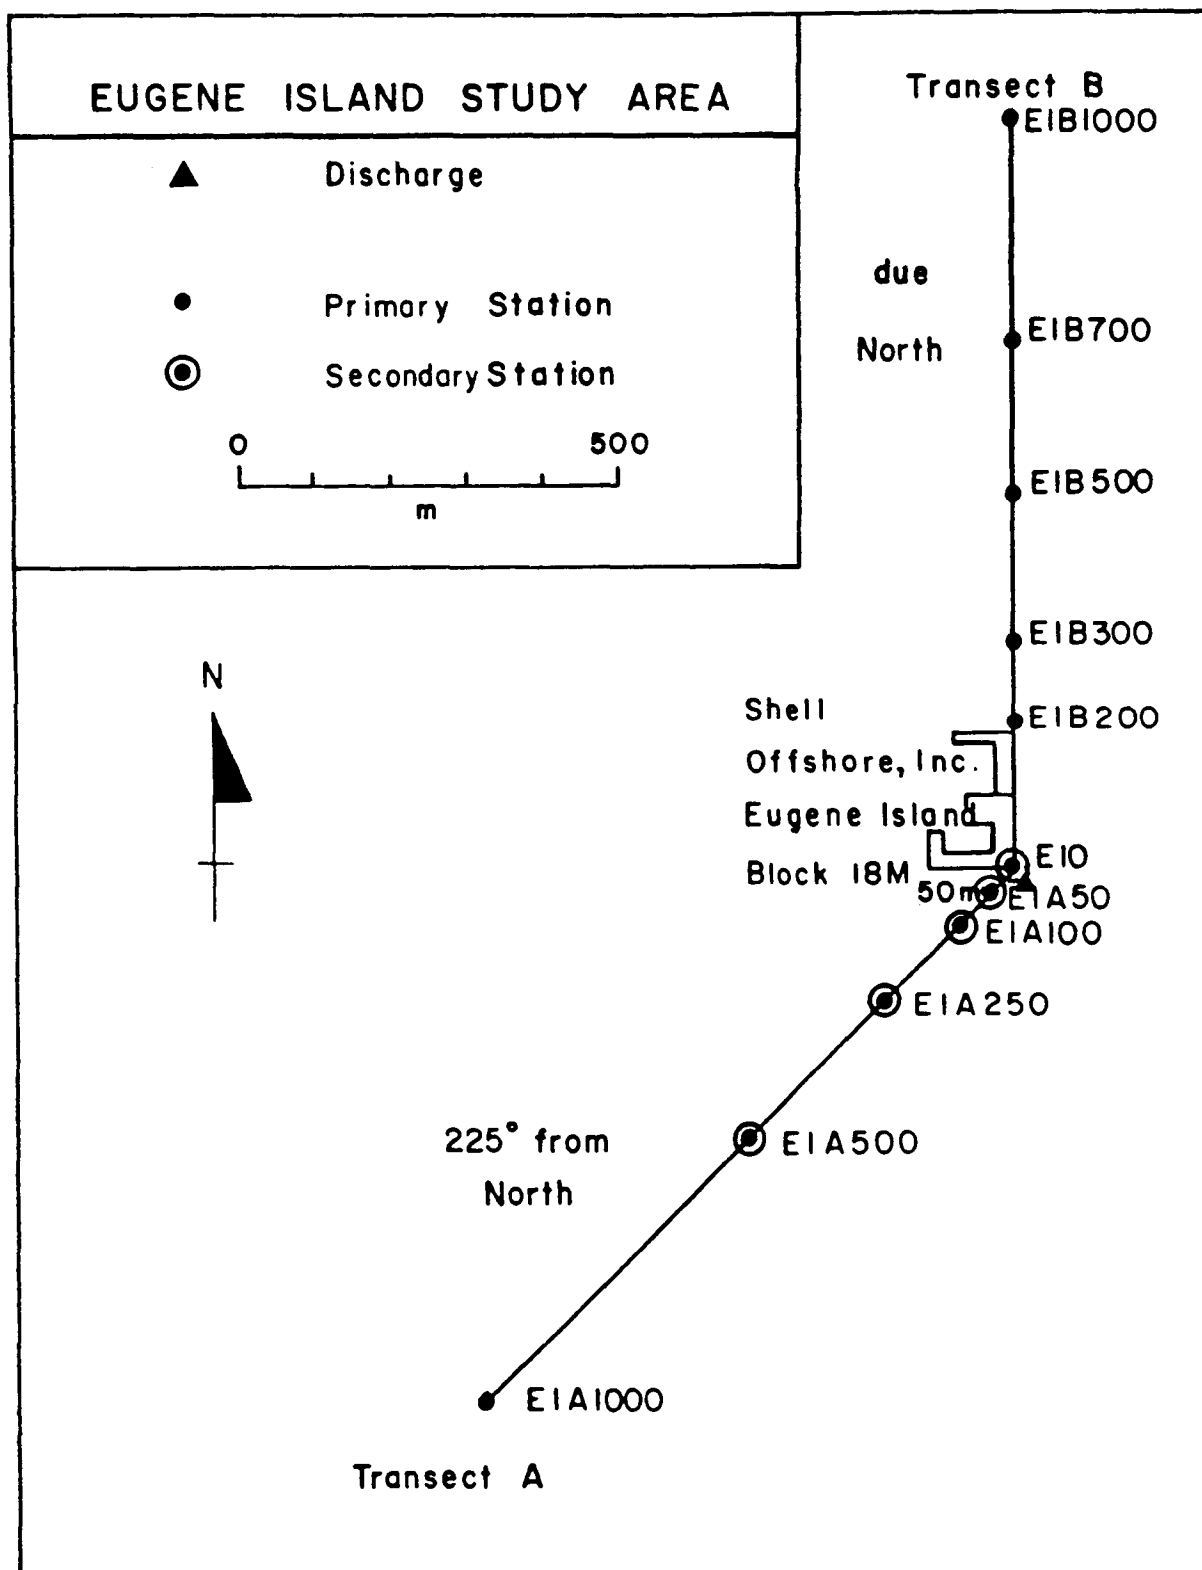 EUGENE ISLAND STUDY AREA
Discharge
Primary Station
Secondary Station
0 500
m
Transect B
EIB1000
due
North
EIB700
EIB500
EIB300
EIB200
N
Shell
Offshore, Inc.
Eugene Island
Block 18M
EI0
50m
EIA50
EIA100
EIA250
EIA500
225° from
North
EIA1000
Transect A